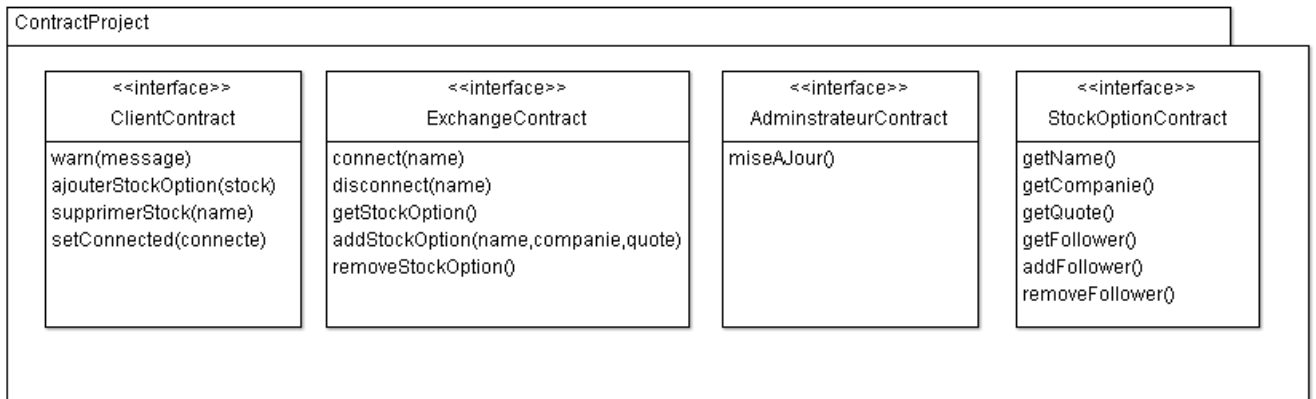 ContractProject
<<interface>>
ClientContract
warn(message)
ajouterStockOption(stock)
supprimerStock(name)
setConnected(connecte)
<<interface>>
ExchangeContract
connect(name)
disconnect(name)
getStockOption()
addStockOption(name,companie,quote)
removeStockOption()
<<interface>>
AdminstrateurContract
miseAJour()
<<interface>>
StockOptionContract
getName()
getCompanie()
getQuote()
getFollower()
addFollower()
removeFollower()